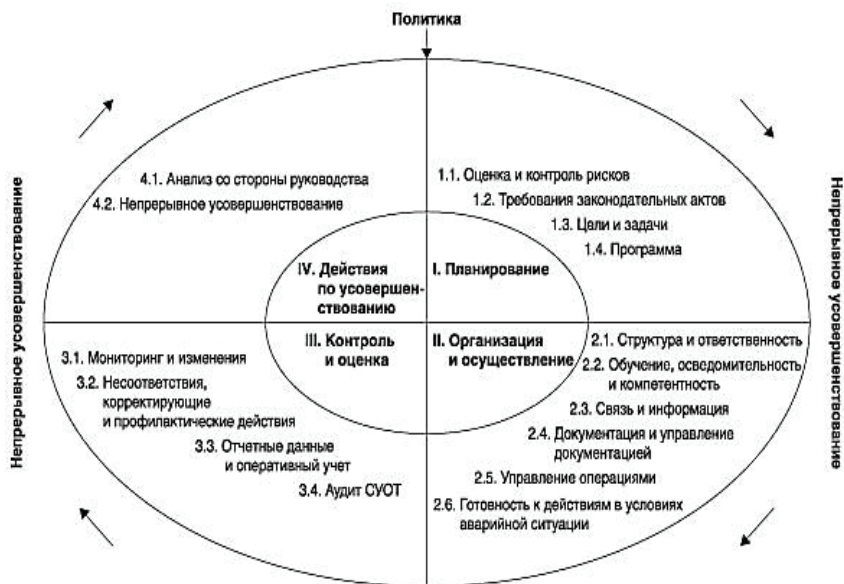 Политика
Непрерывное усовершенствование
4.1. Анализ со стороны руководства
4.2. Непрерывное усовершенствование
1.1. Оценка и контроль рисков
1.2. Требования законодательных актов
1.3. Цели и задачи
1.4. Программа
IV. Действия
по усовершен-
ствованию
I. Планирование
III. Контроль
и оценка
II. Организация
и осуществление
3.1. Мониторинг и изменения
3.2. Несоответствия,
корректирующие
и профилактические действия
3.3. Отчетные данные
и оперативный учет
3.4. Аудит СУОТ
2.1. Структура и ответственность
2.2. Обучение, осведомительность
и компетентность
2.3. Связь и информация
2.4. Документация и управление
документацией
2.5. Управление операциями
2.6. Готовность к действиям в условиях
аварийной ситуации
Непрерывное усовершенствование